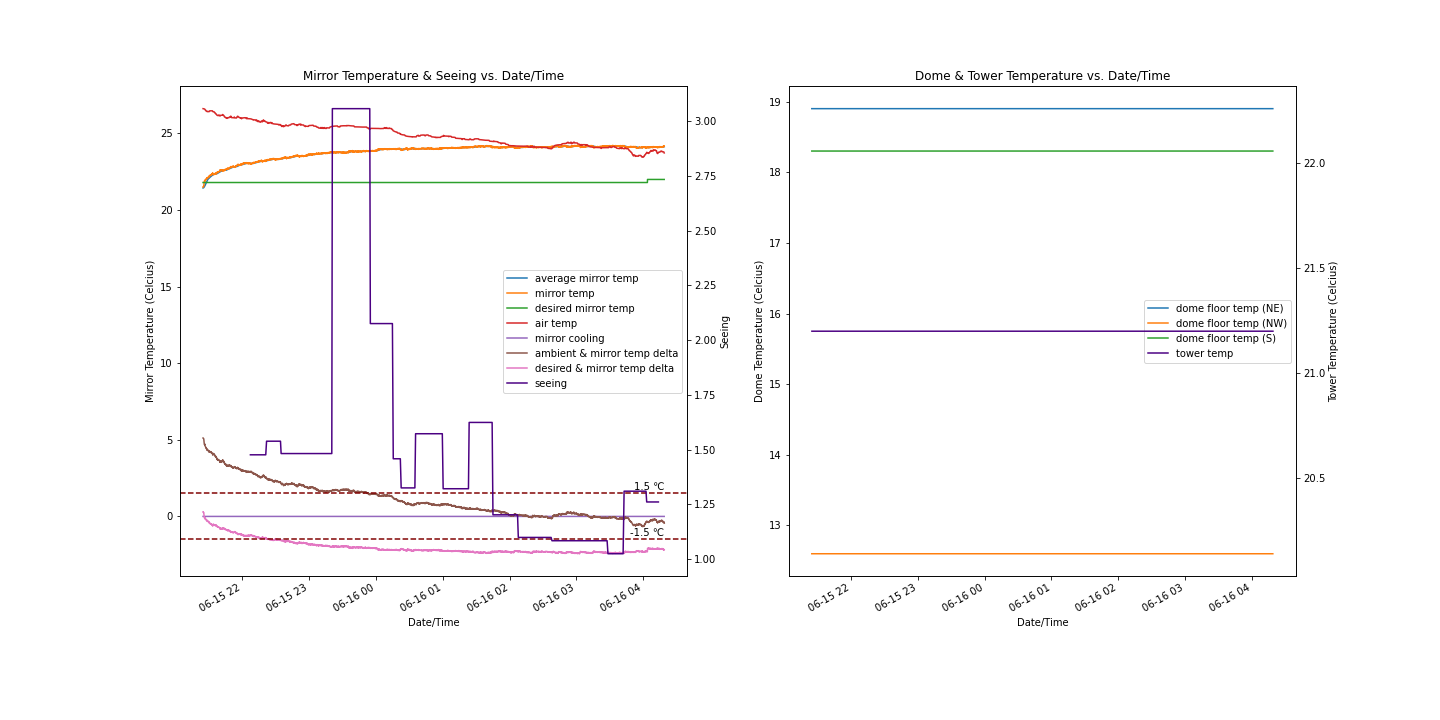 Mirror Temperature & Seeing vs. Date/Time
Mirror Temperature (Celcius)
25
20
15
10
5
0
3.00
2.75
2.50
2.25
2.00
1.75
1.50
1.25
1.00
Seeing
average mirror temp
mirror temp
desired mirror temp
air temp
mirror cooling
ambient & mirror temp delta
desired & mirror temp delta
seeing
1.5 ℃
-1.5 ℃
06-15 22
06-15 23
06-16 00
06-16 01
06-16 02
06-16 03
06-16 04
Date/Time
Dome & Tower Temperature vs. Date/Time
Dome Temperature (Celcius)
19
18
17
16
15
14
13
22.0
21.5
21.0
20.5
Tower Temperature (Celcius)
dome floor temp (NE)
dome floor temp (NW)
dome floor temp (S)
tower temp
06-15 22
06-15 23
06-16 00
06-16 01
06-16 02
06-16 03
06-16 04
Date/Time